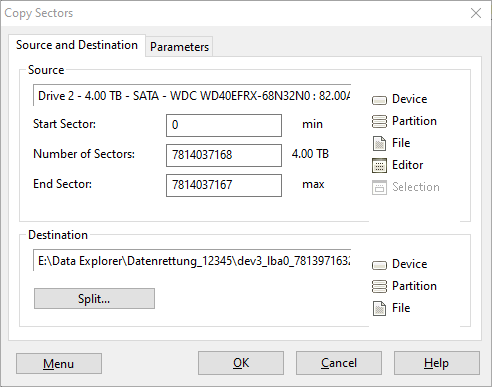 Copy Sectors
Source and Destination Parameters
Source
Drive 2 - 4.00 TB - SATA - WDC WD40EFRX-68N32N0 : 82.00A
Device
Start Sector: 0 min
Partition
File
Number of Sectors: 7814037168 4.00 TB
Editor
End Sector: 7814037167 max
Selection
Destination
E:\Data Explorer\Datenrettung_12345\dev3_lba0_781397163
Device
Partition
Split...
File
Menu OK Cancel Help